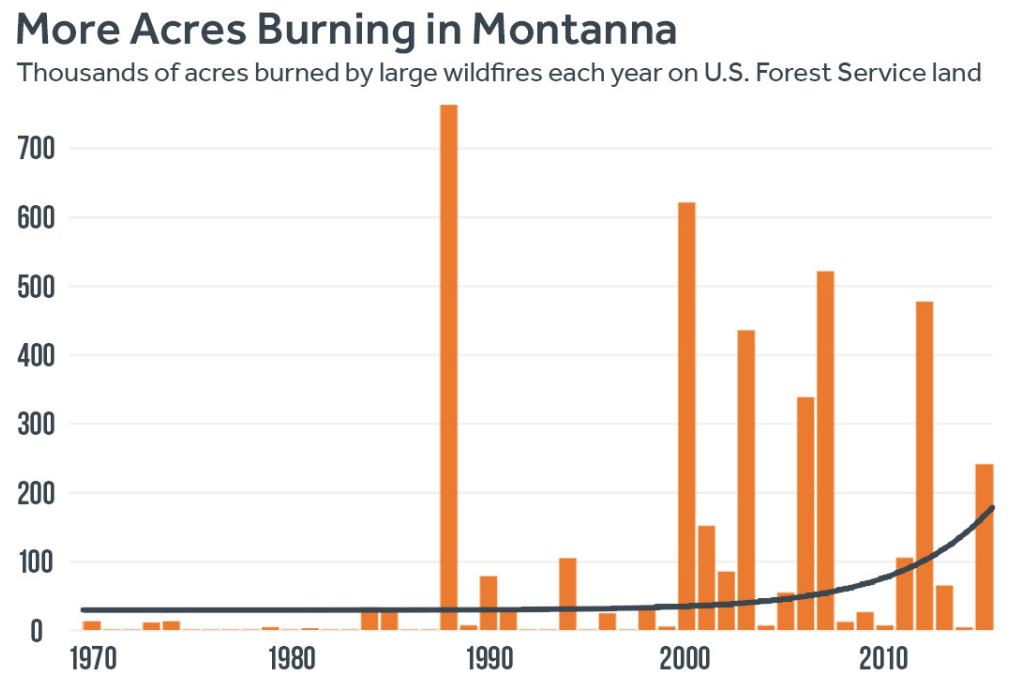 More Acres Burning in Montanna
Thousands of acres burned by large wildfires each year on U.S. Forest Service land
700
600
500
400
300
200
100
0
1970 1980 1990 2000 2010